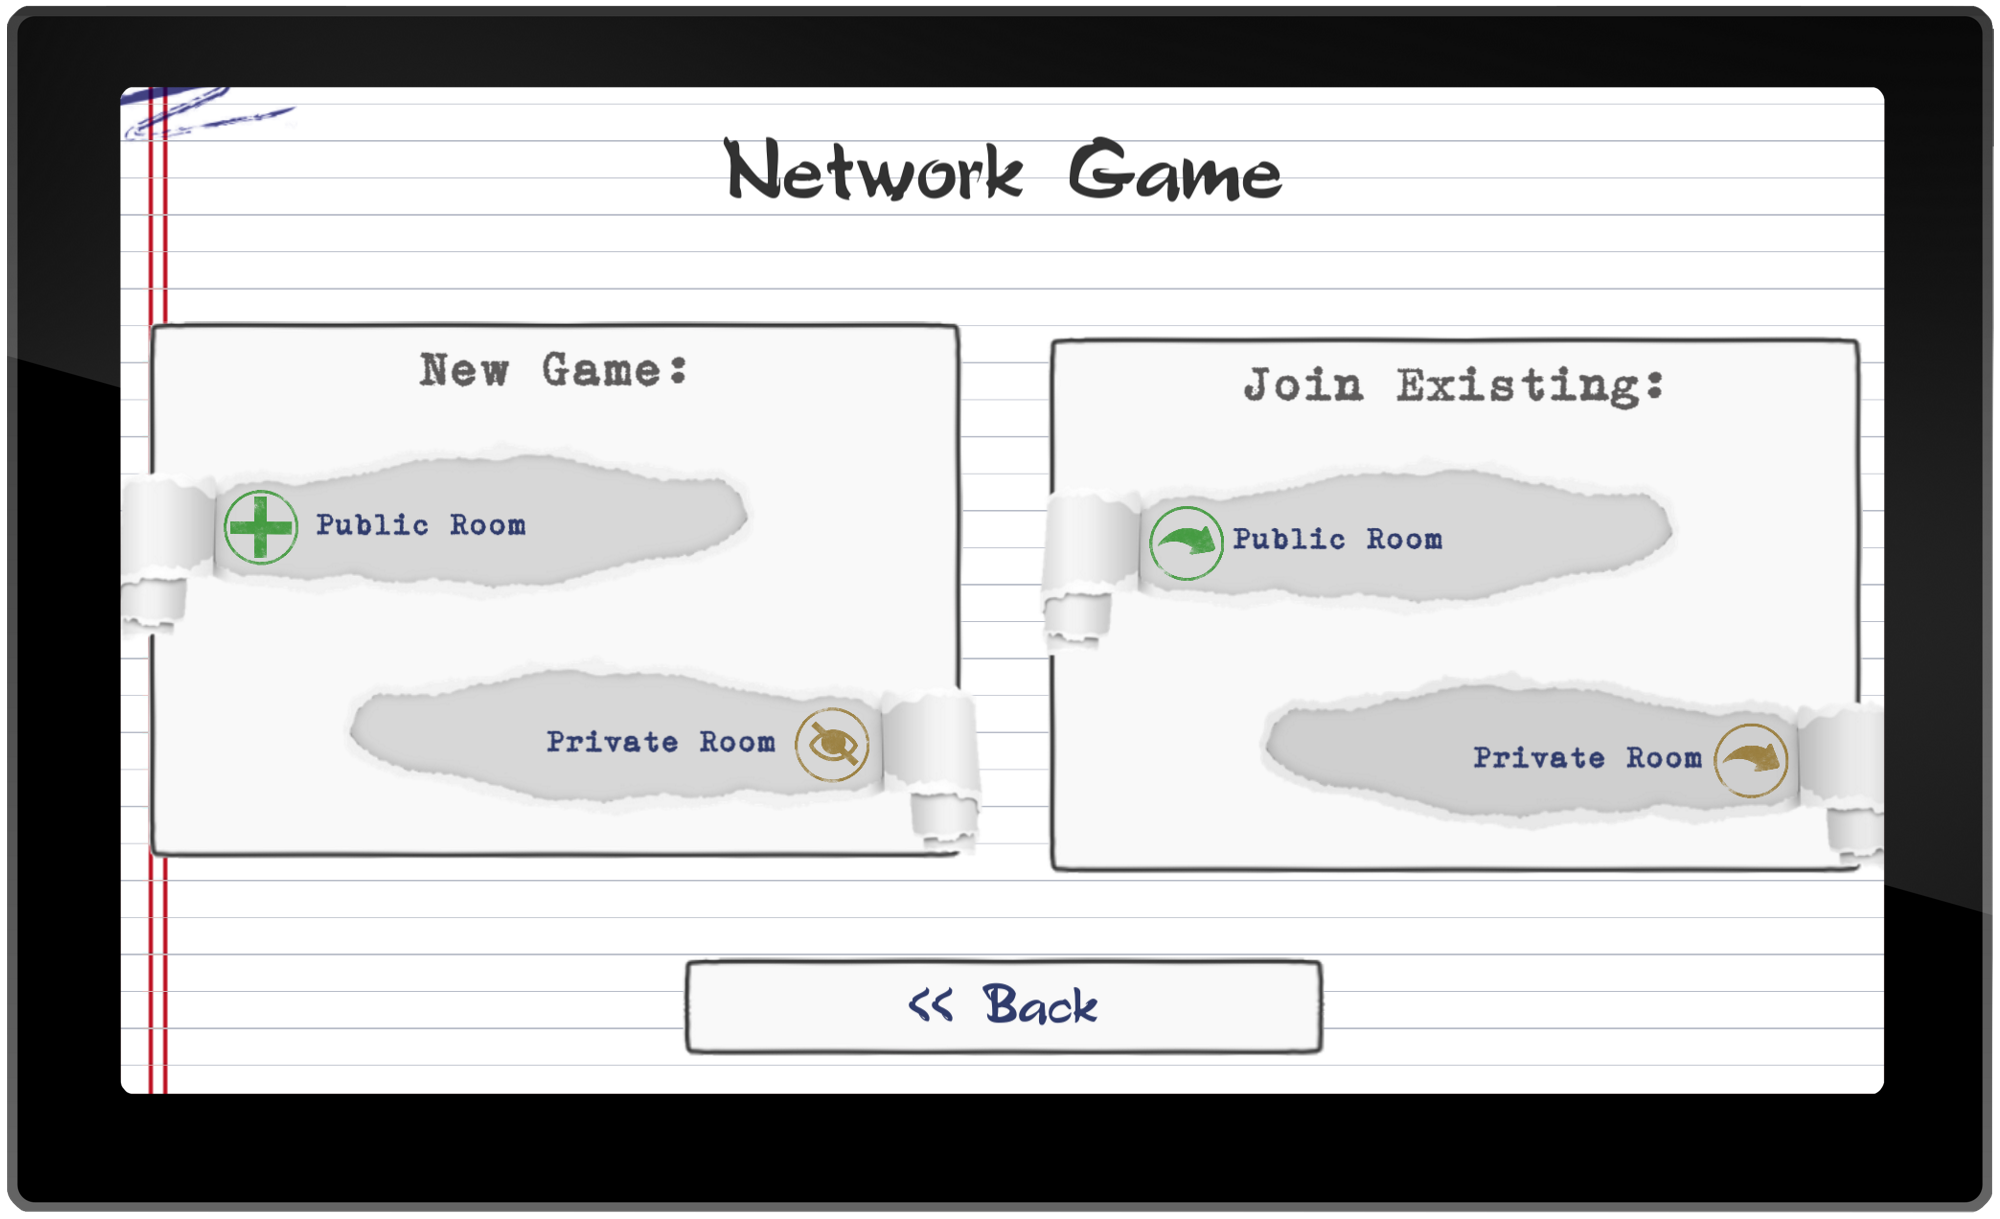 Network Game
New Game:
Public Room
Private Room
Join Existing:
Public Room
Private Room
<< Back